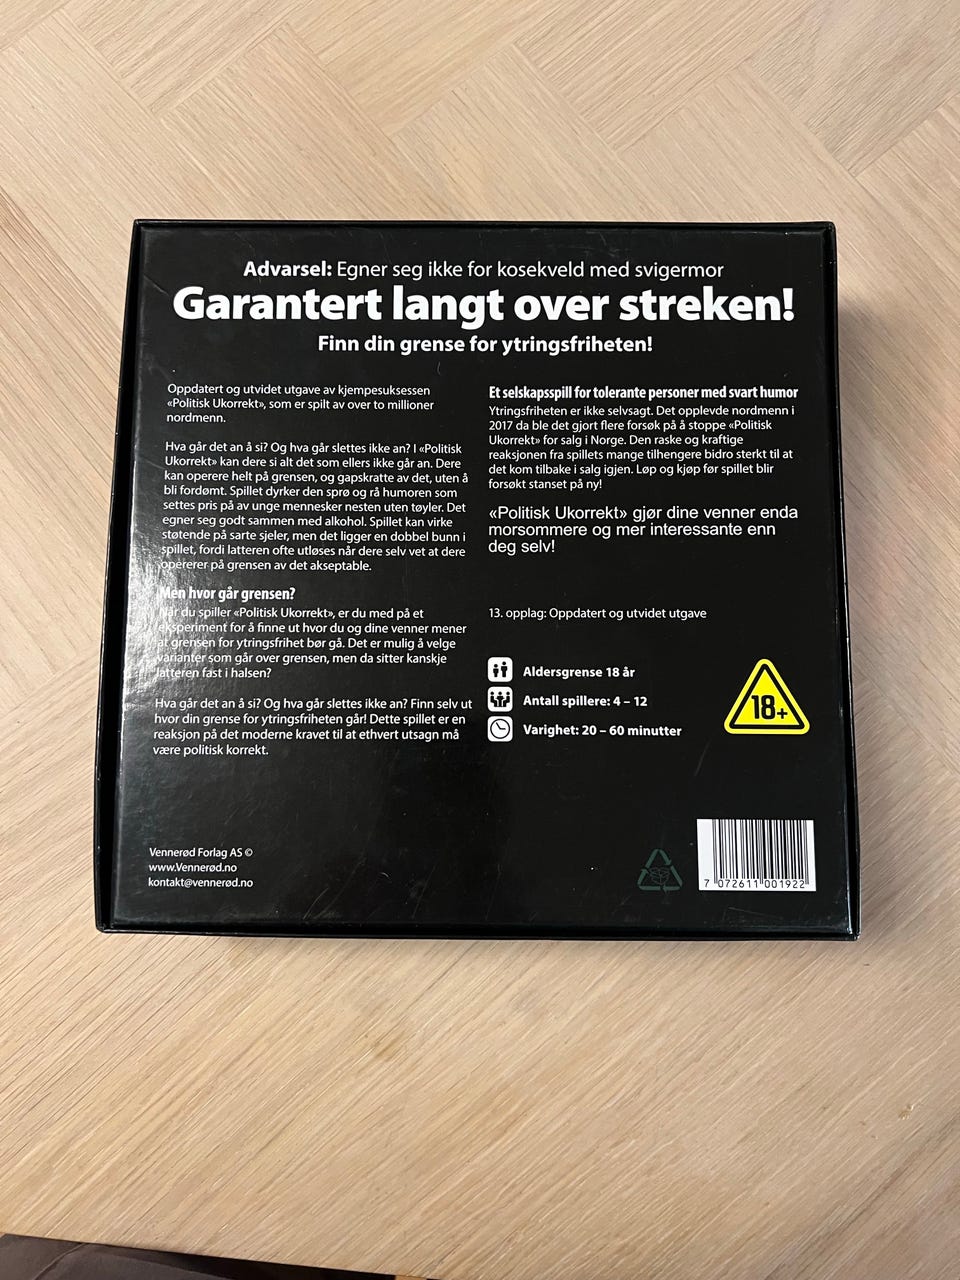 Advarsel: Egner seg ikke for kosekveld med svigermor
Garantert langt over streken!
Finn din grense for ytringsfriheten!
Oppdatert og utvidet utgave av kjempesuksessen
«Politisk Ukorrekt», som er spilt av over to millioner
nordmenn.
Hva går det an å si? Og hva går slettes ikke an? I «Politisk
Ukorrekt» kan dere si alt det som ellers ikke går an. Dere
kan operere helt på grensen, og gapskratte av det, uten å
bli fordømt. Spillet dyrker den sprø og rå humoren som
settes pris på av unge mennesker nesten uten tøyler. Det
egner seg godt sammen med alkohol. Spillet kan virke
støtende på sarte sjeler, men det ligger en dobbel bunn i
spillet, fordi latteren ofte utløses når dere selv vet at dere
opererer på grensen av det akseptable.
Men hvor går grensen?
Når du spiller «Politisk Ukorrekt», er du med på et
eksperiment for å finne ut hvor du og dine venner mener
at grensen for ytringsfrihet bør gå. Det er mulig å velge
varianter som går over grensen, men da sitter kanskje
latteren fast i halsen?
Hva går det an å si? Og hva går slettes ikke an? Finn selv ut
hvor din grense for ytringsfriheten går! Dette spillet er en
reaksjon på det moderne kravet til at ethvert utsagn må
være politisk korrekt.
Vennerød Forlag AS ©
www.Vennerød.no
kontakt@vennerød.no
Et selskapsspill for tolerante personer med svart humor
Ytringsfriheten er ikke selvsagt. Det opplevde nordmenn i
2017 da ble det gjort flere forsøk på å stoppe «Politisk
Ukorrekt» for salg i Norge. Den raske og kraftige
reaksjonen fra spillets mange tilhengere bidro sterkt til at
det kom tilbake i salg igjen. Løp og kjøp før spillet blir
forsøkt stanset på ny!
«Politisk Ukorrekt» gjør dine venner enda
morsommere og mer interessante enn
deg selv!
13. opplag: Oppdatert og utvidet utgave
Aldersgrense 18 år
Antall spillere: 4 – 12
Varighet: 20 – 60 minutter
18+
7 072611 001922